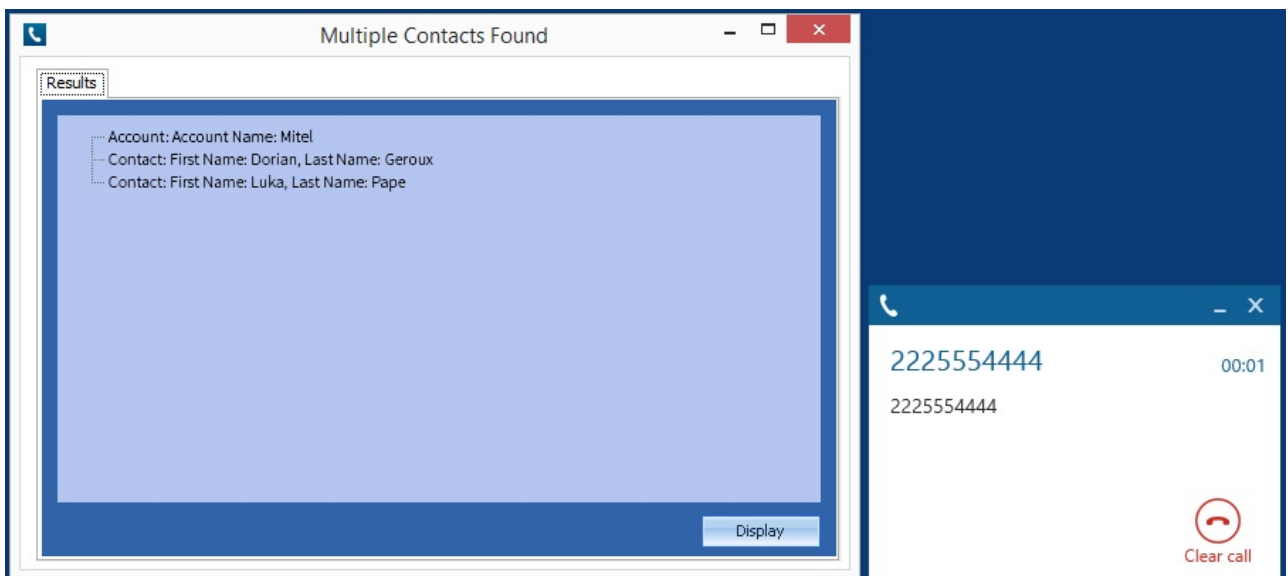 Multiple Contacts Found
Results
Account: Account Name: Mitel
Contact: First Name: Dorian, Last Name: Geroux
Contact: First Name: Luka, Last Name: Pape
Display
2225554444 00:01
2225554444
Clear call